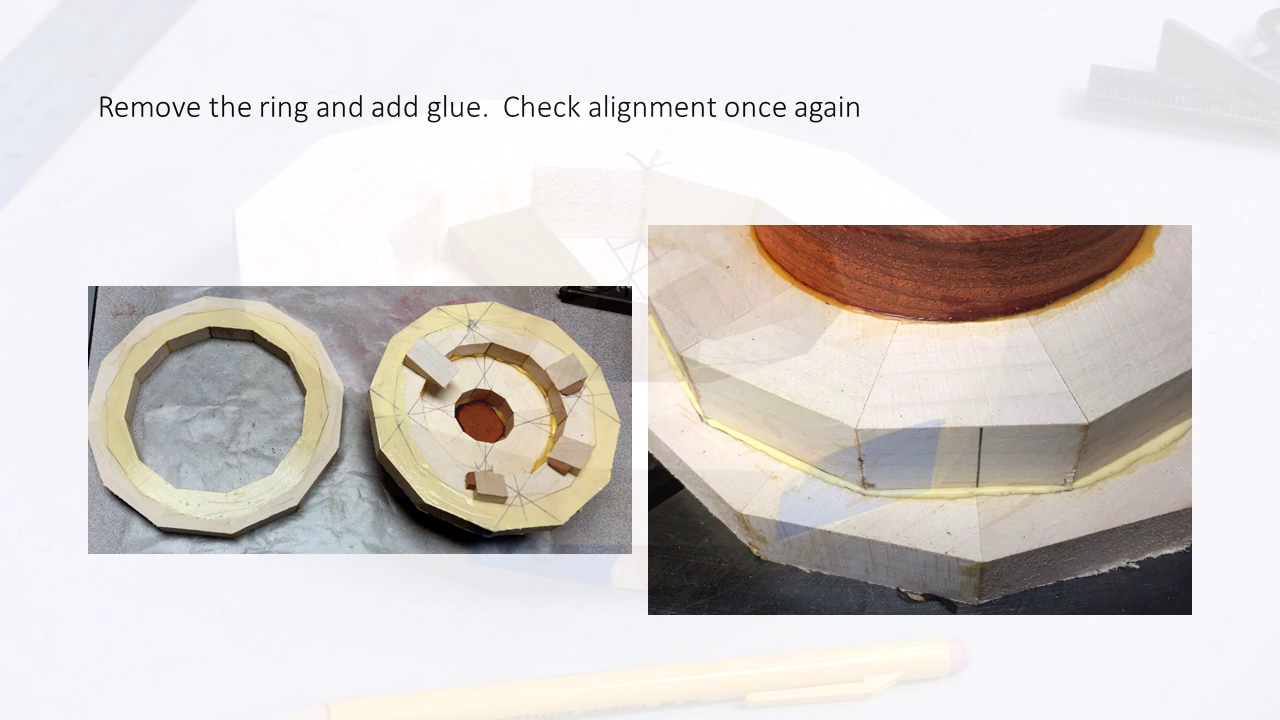 Remove the ring and add glue.  Check alignment once again